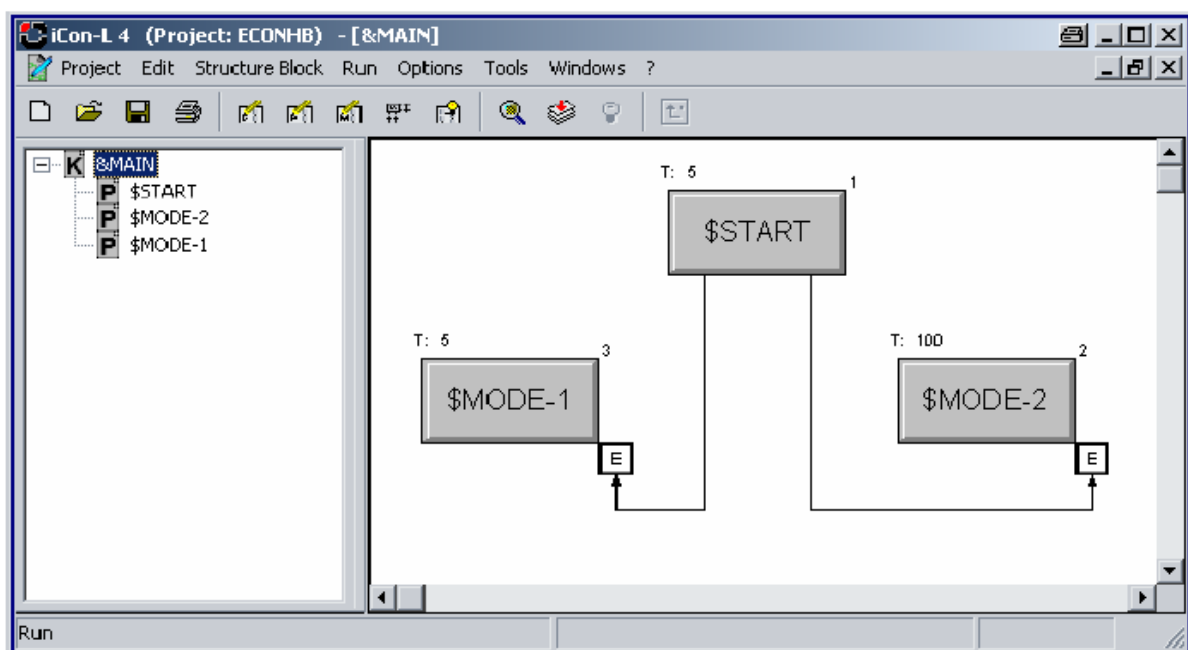 iCon-L 4 (Project: ECONHB) - [&MAIN]
Project Edit Structure Block Run Options Tools Windows ?
&MAIN
$START
$MODE-2
$MODE-1
T: 5
1
$START
T: 5
3
$MODE-1
E
T: 100
2
$MODE-2
E
Run